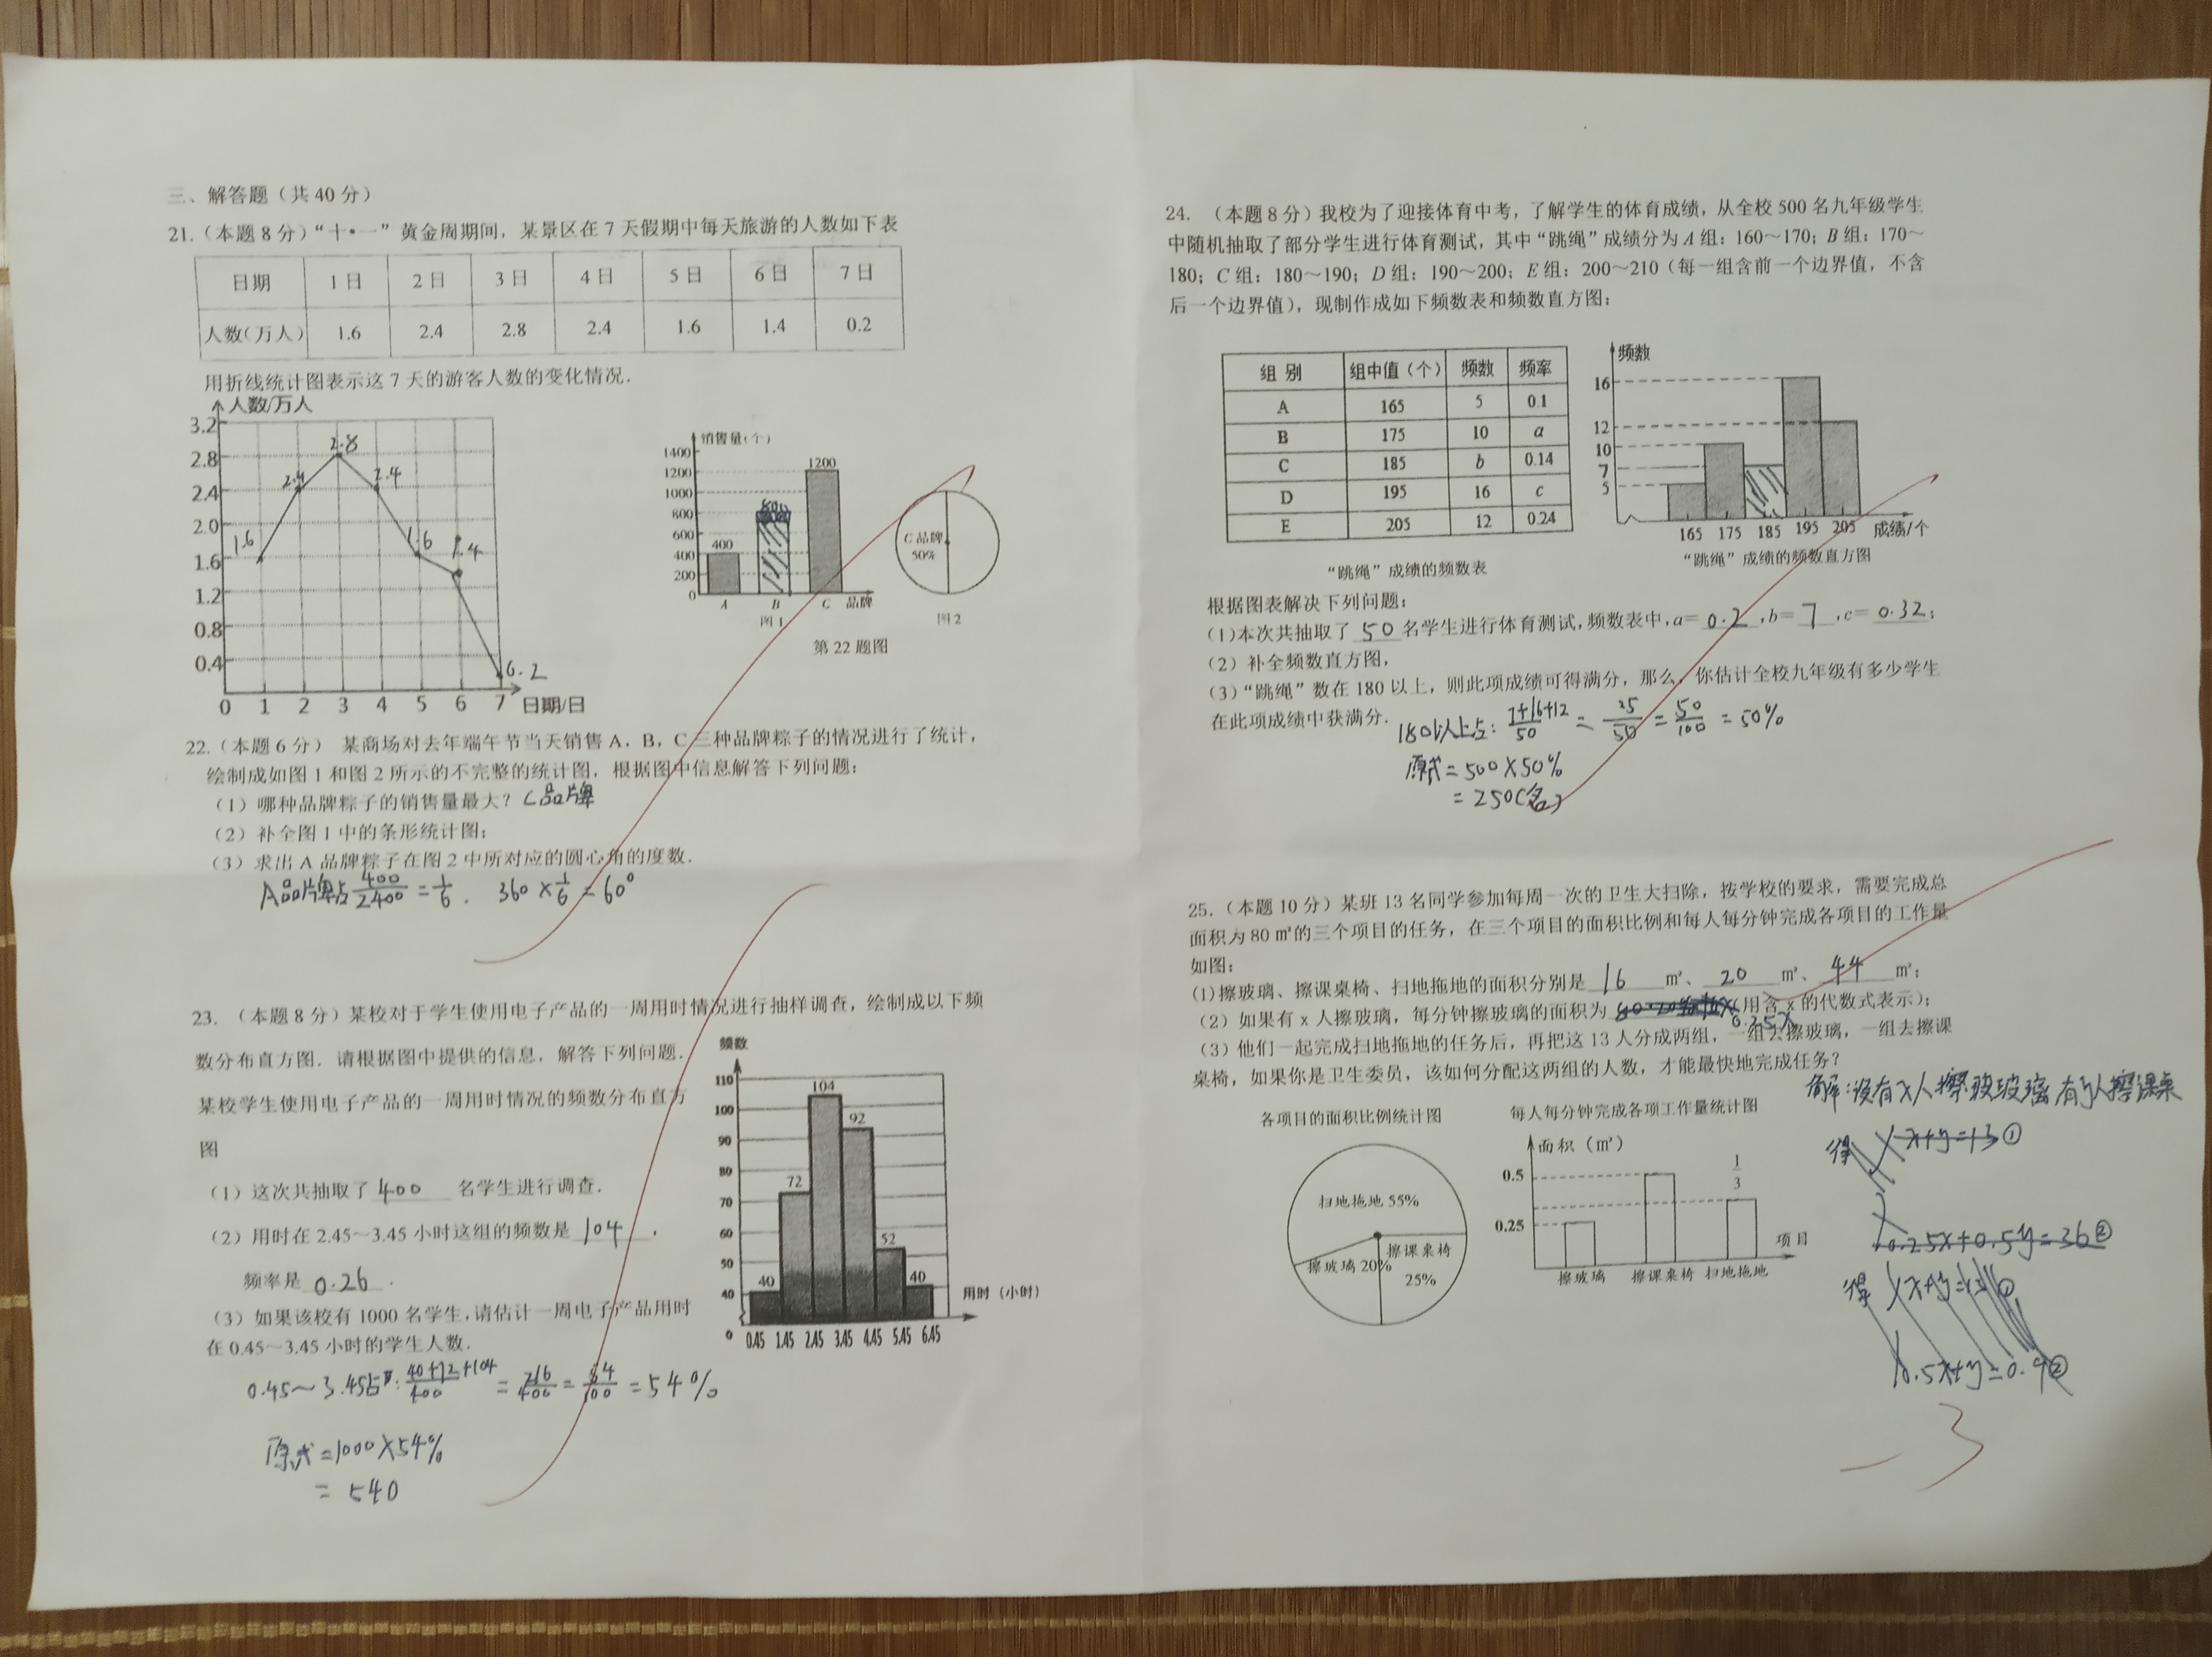 三、解答题（共 40 分）
21.（本题 8 分）“十•一”黄金周期间，某景区在 7 天假期中每天旅游的人数如下表
日期 1 日 2 日 3 日 4 日 5 日 6 日 7 日
人数(万人) 1.6 2.4 2.8 2.4 1.6 1.4 0.2
用折线统计图表示这 7 天的游客人数的变化情况.
人数/万人
3.2
2.8
2.4
2.0
1.6
1.2
0.8
0.4
1.6 2.4 2.8 2.4 1.6 1.4 0.2
0 1 2 3 4 5 6 7 日期/日
销售量(个)
1400
1200
1000
800
600
400
200
0
400 800 1200
A B C 品牌
图 1
C 品牌
50%
图 2
第 22 题图
22.（本题 6 分） 某商场对去年端午节当天销售 A，B，C 三种品牌粽子的情况进行了统计，
绘制成如图 1 和图 2 所示的不完整的统计图，根据图中信息解答下列问题：
（1）哪种品牌粽子的销售量最大？C品牌
（2）补全图 1 中的条形统计图；
（3）求出 A 品牌粽子在图 2 中所对应的圆心角的度数.
A品牌占 400/2400 = 1/6 . 360 × 1/6 = 60°
23. （本题 8 分）某校对于学生使用电子产品的一周用时情况进行抽样调查，绘制成以下频
数分布直方图. 请根据图中提供的信息，解答下列问题.
某校学生使用电子产品的一周用时情况的频数分布直方
图
（1）这次共抽取了 400 名学生进行调查.
（2）用时在 2.45～3.45 小时这组的频数是 104 ，
频率是 0.26 .
（3）如果该校有 1000 名学生,请估计一周电子产品用时
在 0.45～3.45 小时的学生人数.
0.45～3.45占: 40+72+104/400 = 216/400 = 54/100 = 54%
原式=1000×54%
= 540
频数
110
100
90
80
70
60
50
40
0
40 72 104 92 52 40
0.45 1.45 2.45 3.45 4.45 5.45 6.45
用时（小时）
24. （本题 8 分）我校为了迎接体育中考，了解学生的体育成绩，从全校 500 名九年级学生
中随机抽取了部分学生进行体育测试，其中“跳绳”成绩分为 A 组：160～170；B 组：170～
180；C 组：180～190；D 组：190～200；E 组：200～210（每一组含前一个边界值，不含
后一个边界值），现制作成如下频数表和频数直方图：
组 别 组中值（个） 频数 频率
A 165 5 0.1
B 175 10 a
C 185 b 0.14
D 195 16 c
E 205 12 0.24
“跳绳”成绩的频数表
频数
16
12
10
7
5
165 175 185 195 205 成绩/个
“跳绳”成绩的频数直方图
根据图表解决下列问题：
(1)本次共抽取了 50 名学生进行体育测试,频数表中,a= 0.2 ,b= 7 ,c= 0.32 ;
（2）补全频数直方图，
（3）“跳绳”数在 180 以上，则此项成绩可得满分，那么，你估计全校九年级有多少学生
在此项成绩中获满分.
180以上占: 7+16+12/50 = 25/50 = 50/100 = 50%
原式=500×50%
= 250(名)
25.（本题 10 分）某班 13 名同学参加每周一次的卫生大扫除，按学校的要求，需要完成总
面积为 80 ㎡的三个项目的任务，在三个项目的面积比例和每人每分钟完成各项目的工作量
如图：
(1)擦玻璃、擦课桌椅、扫地拖地的面积分别是 16 ㎡、 20 ㎡、 44 ㎡；
（2）如果有 x 人擦玻璃，每分钟擦玻璃的面积为 （用含 x 的代数式表示）；
0.25x
（3）他们一起完成扫地拖地的任务后，再把这 13 人分成两组，一组去擦玻璃，一组去擦课
桌椅，如果你是卫生委员，该如何分配这两组的人数，才能最快地完成任务？
解:设有x人擦玻璃,有y人擦课桌
得 x+y=13①
0.25x+0.5y=36②
得 x+y=13①
0.5x+y=0.9②
-3
各项目的面积比例统计图
扫地拖地 55%
擦玻璃 20%
擦课桌椅
25%
每人每分钟完成各项工作量统计图
面积（㎡）
0.5
0.25
1/3
擦玻璃 擦课桌椅 扫地拖地
项目